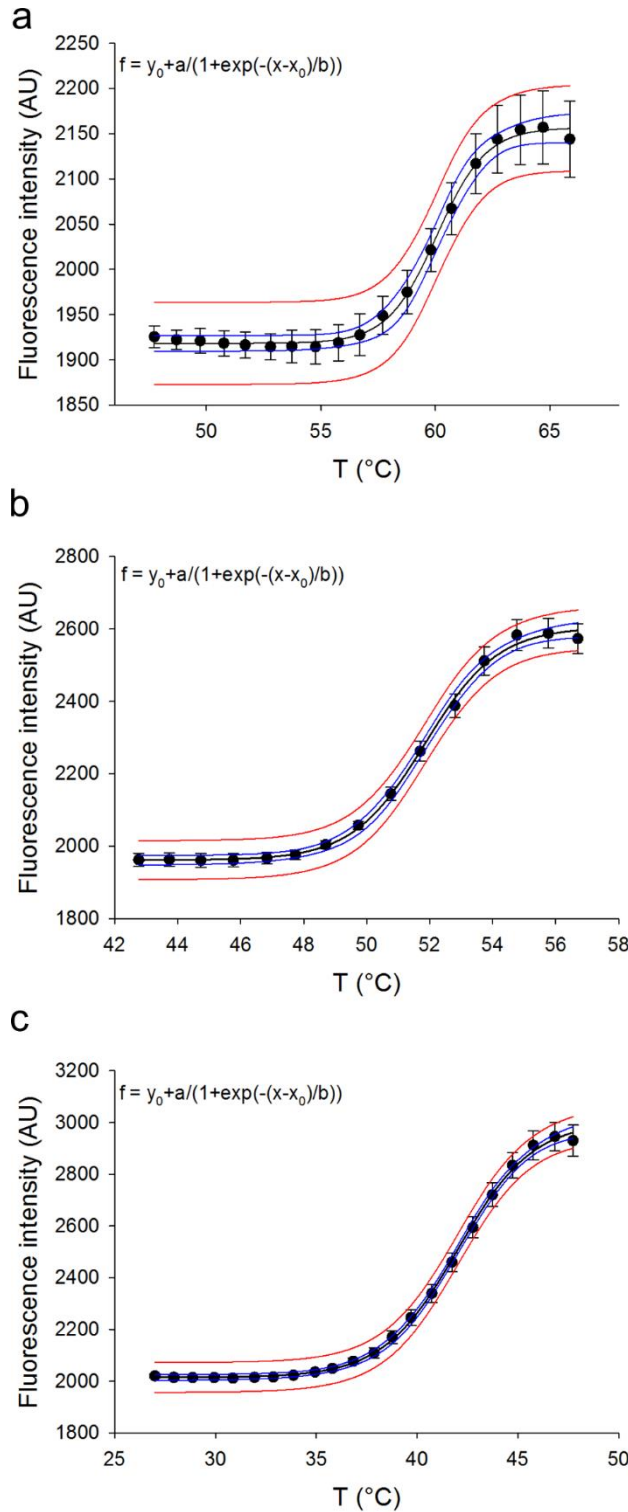 a
f = y₀+a/(1+exp(-(x-x₀)/b))
Fluorescence intensity (AU)
2250
2200
2150
2100
2050
2000
1950
1900
1850
50 55 60 65
T (°C)
b
f = y₀+a/(1+exp(-(x-x₀)/b))
Fluorescence intensity (AU)
2800
2600
2400
2200
2000
1800
42 44 46 48 50 52 54 56 58
T (°C)
c
f = y₀+a/(1+exp(-(x-x₀)/b))
Fluorescence intensity (AU)
3200
3000
2800
2600
2400
2200
2000
1800
25 30 35 40 45 50
T (°C)